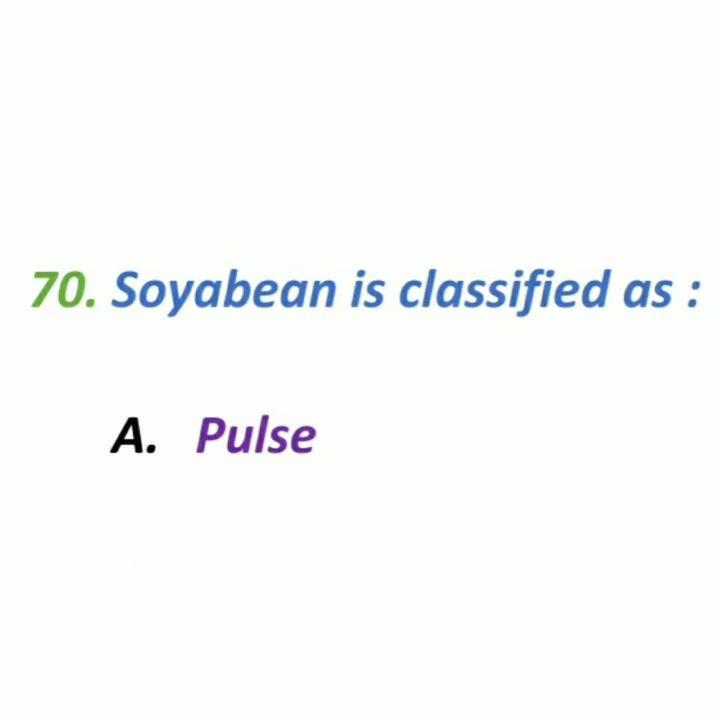 70. Soyabean is classified as :
A. Pulse